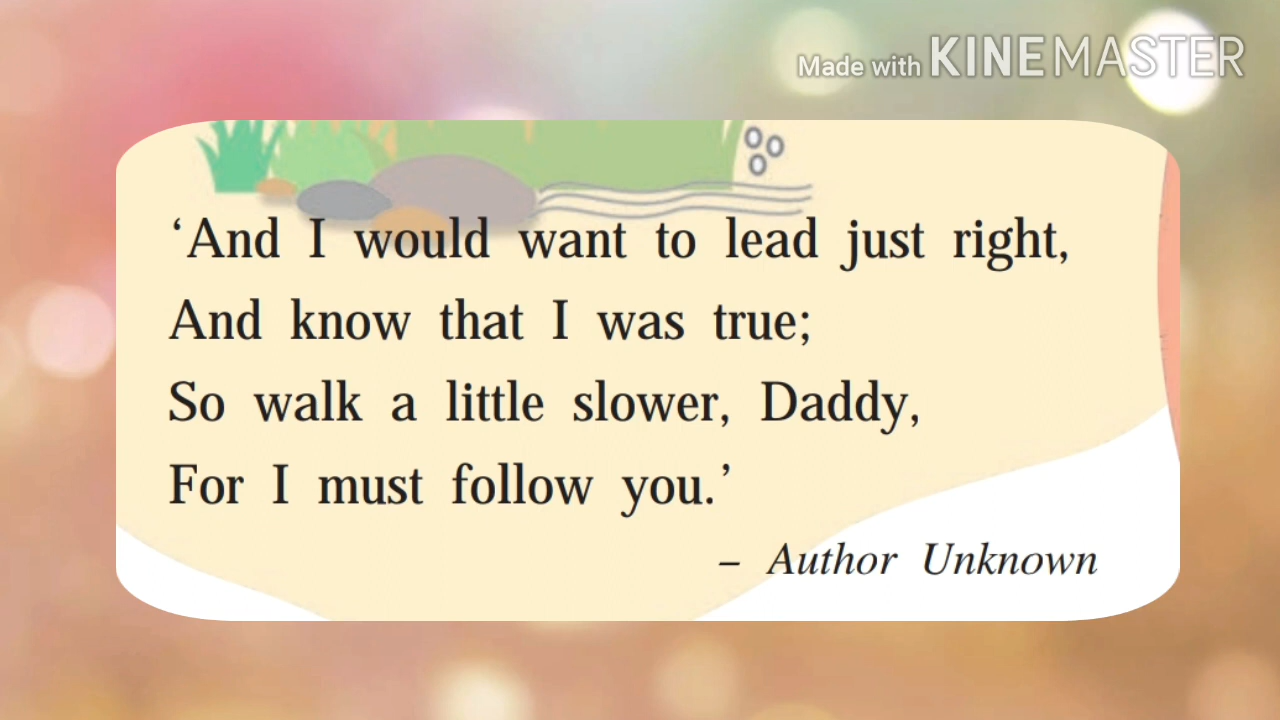 Made with KINEMASTER
‘And I would want to lead just right,
And know that I was true;
So walk a little slower, Daddy,
For I must follow you.’
– Author Unknown